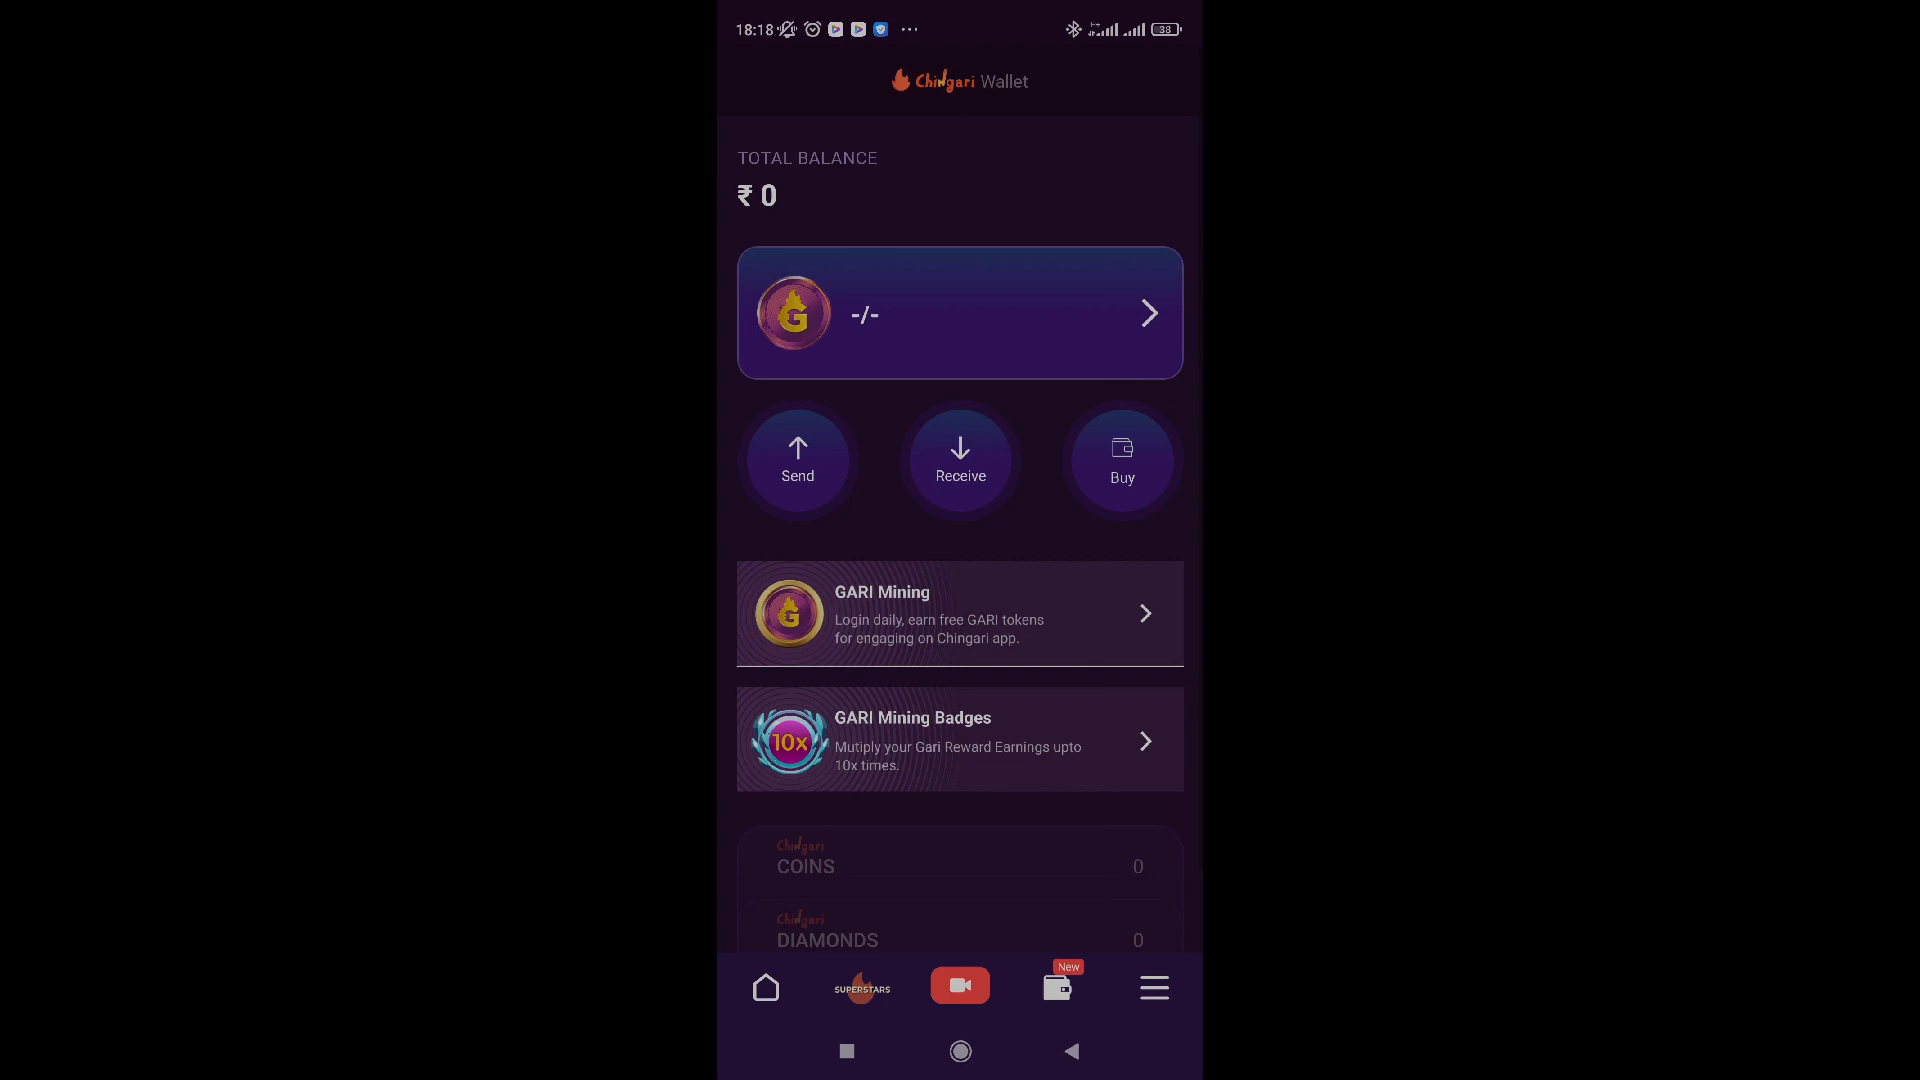 18:18
38
Chingari Wallet
TOTAL BALANCE
₹ 0
G
-/-
Send
Receive
Buy
G
GARI Mining
Login daily, earn free GARI tokens
for engaging on Chingari app.
10x
GARI Mining Badges
Mutiply your Gari Reward Earnings upto
10x times.
Chingari
COINS
0
Chingari
DIAMONDS
0
New
SUPERSTARS